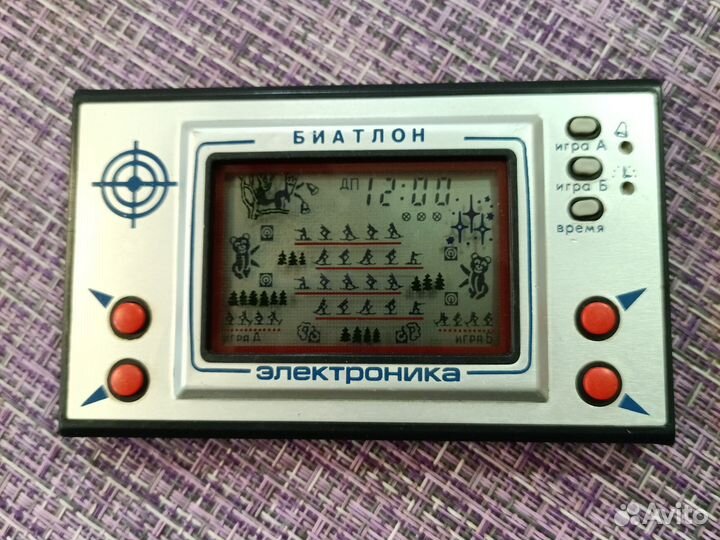 БИАТЛОН
игра А
игра Б
время
ДП 12:00
ИГРА А
ИГРА Б
электроника
Avito